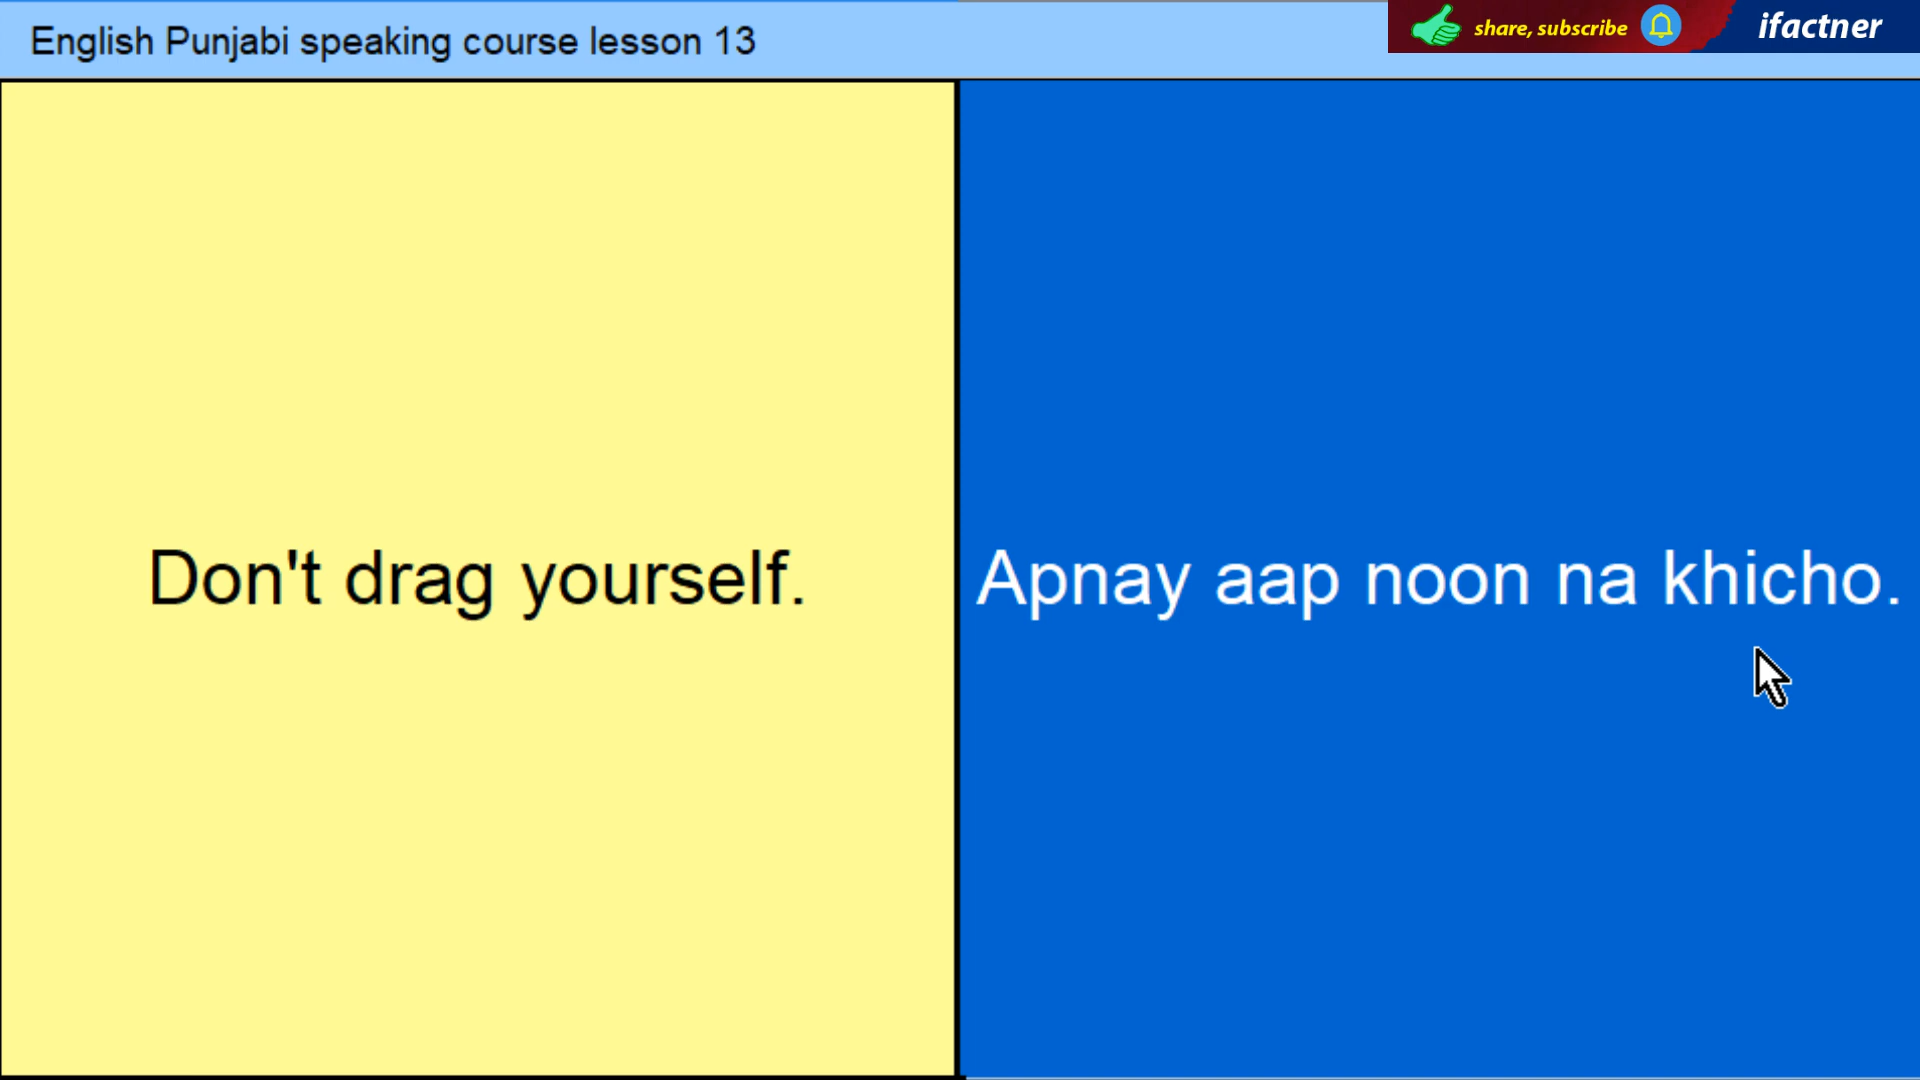 English Punjabi speaking course lesson 13
share, subscribe
ifactner
Don't drag yourself.
Apnay aap noon na khicho.